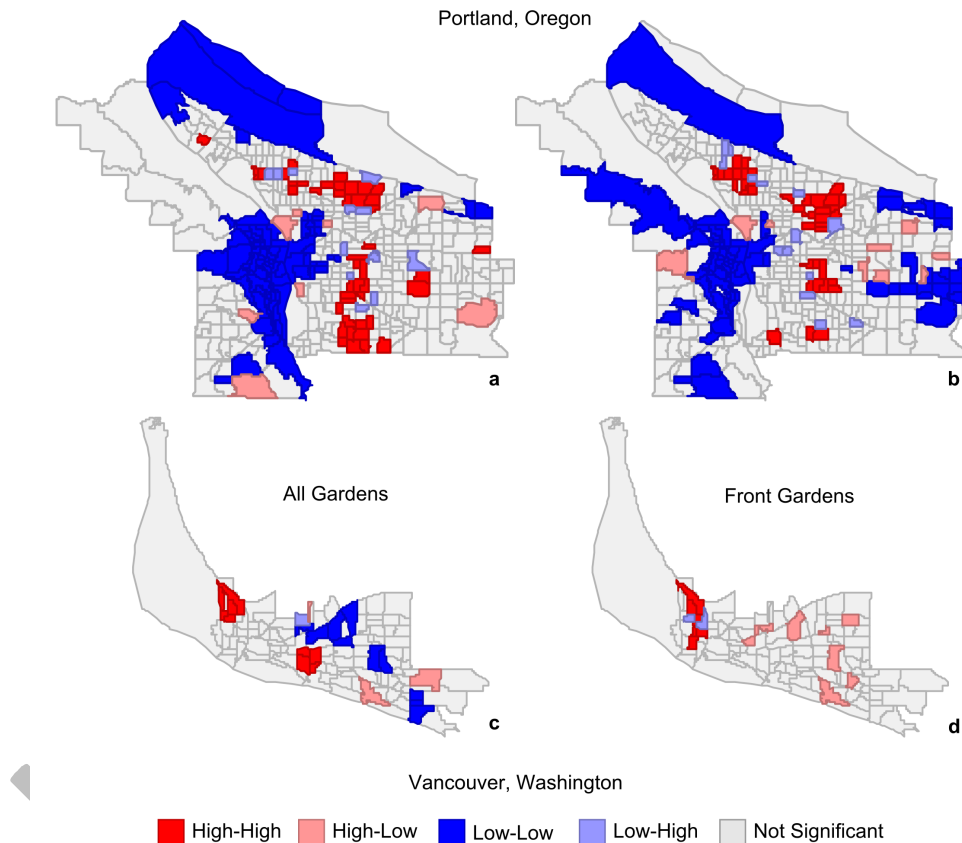 Portland, Oregon
a
b
All Gardens
Front Gardens
c
d
Vancouver, Washington
High-High
High-Low
Low-Low
Low-High
Not Significant